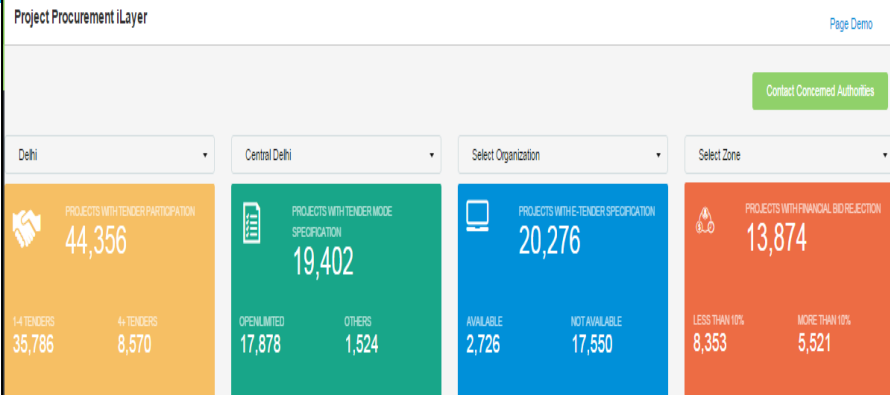 Project Procurement iLayer
Page Demo
Contact Concerned Authorities
Delhi
Central Delhi
Select Organization
Select Zone
PROJECTS WITH TENDER PARTICIPATION
44,356
1-4 TENDERS
4+ TENDERS
35,786
8,570
PROJECTS WITH TENDER MODE
SPECIFICATION
19,402
OPEN/LIMITED
OTHERS
17,878
1,524
PROJECTS WITH E-TENDER SPECIFICATION
20,276
AVAILABLE
NOT AVAILABLE
2,726
17,550
PROJECTS WITH FINANCIAL BID REJECTION
13,874
LESS THAN 10%
MORE THAN 10%
8,353
5,521